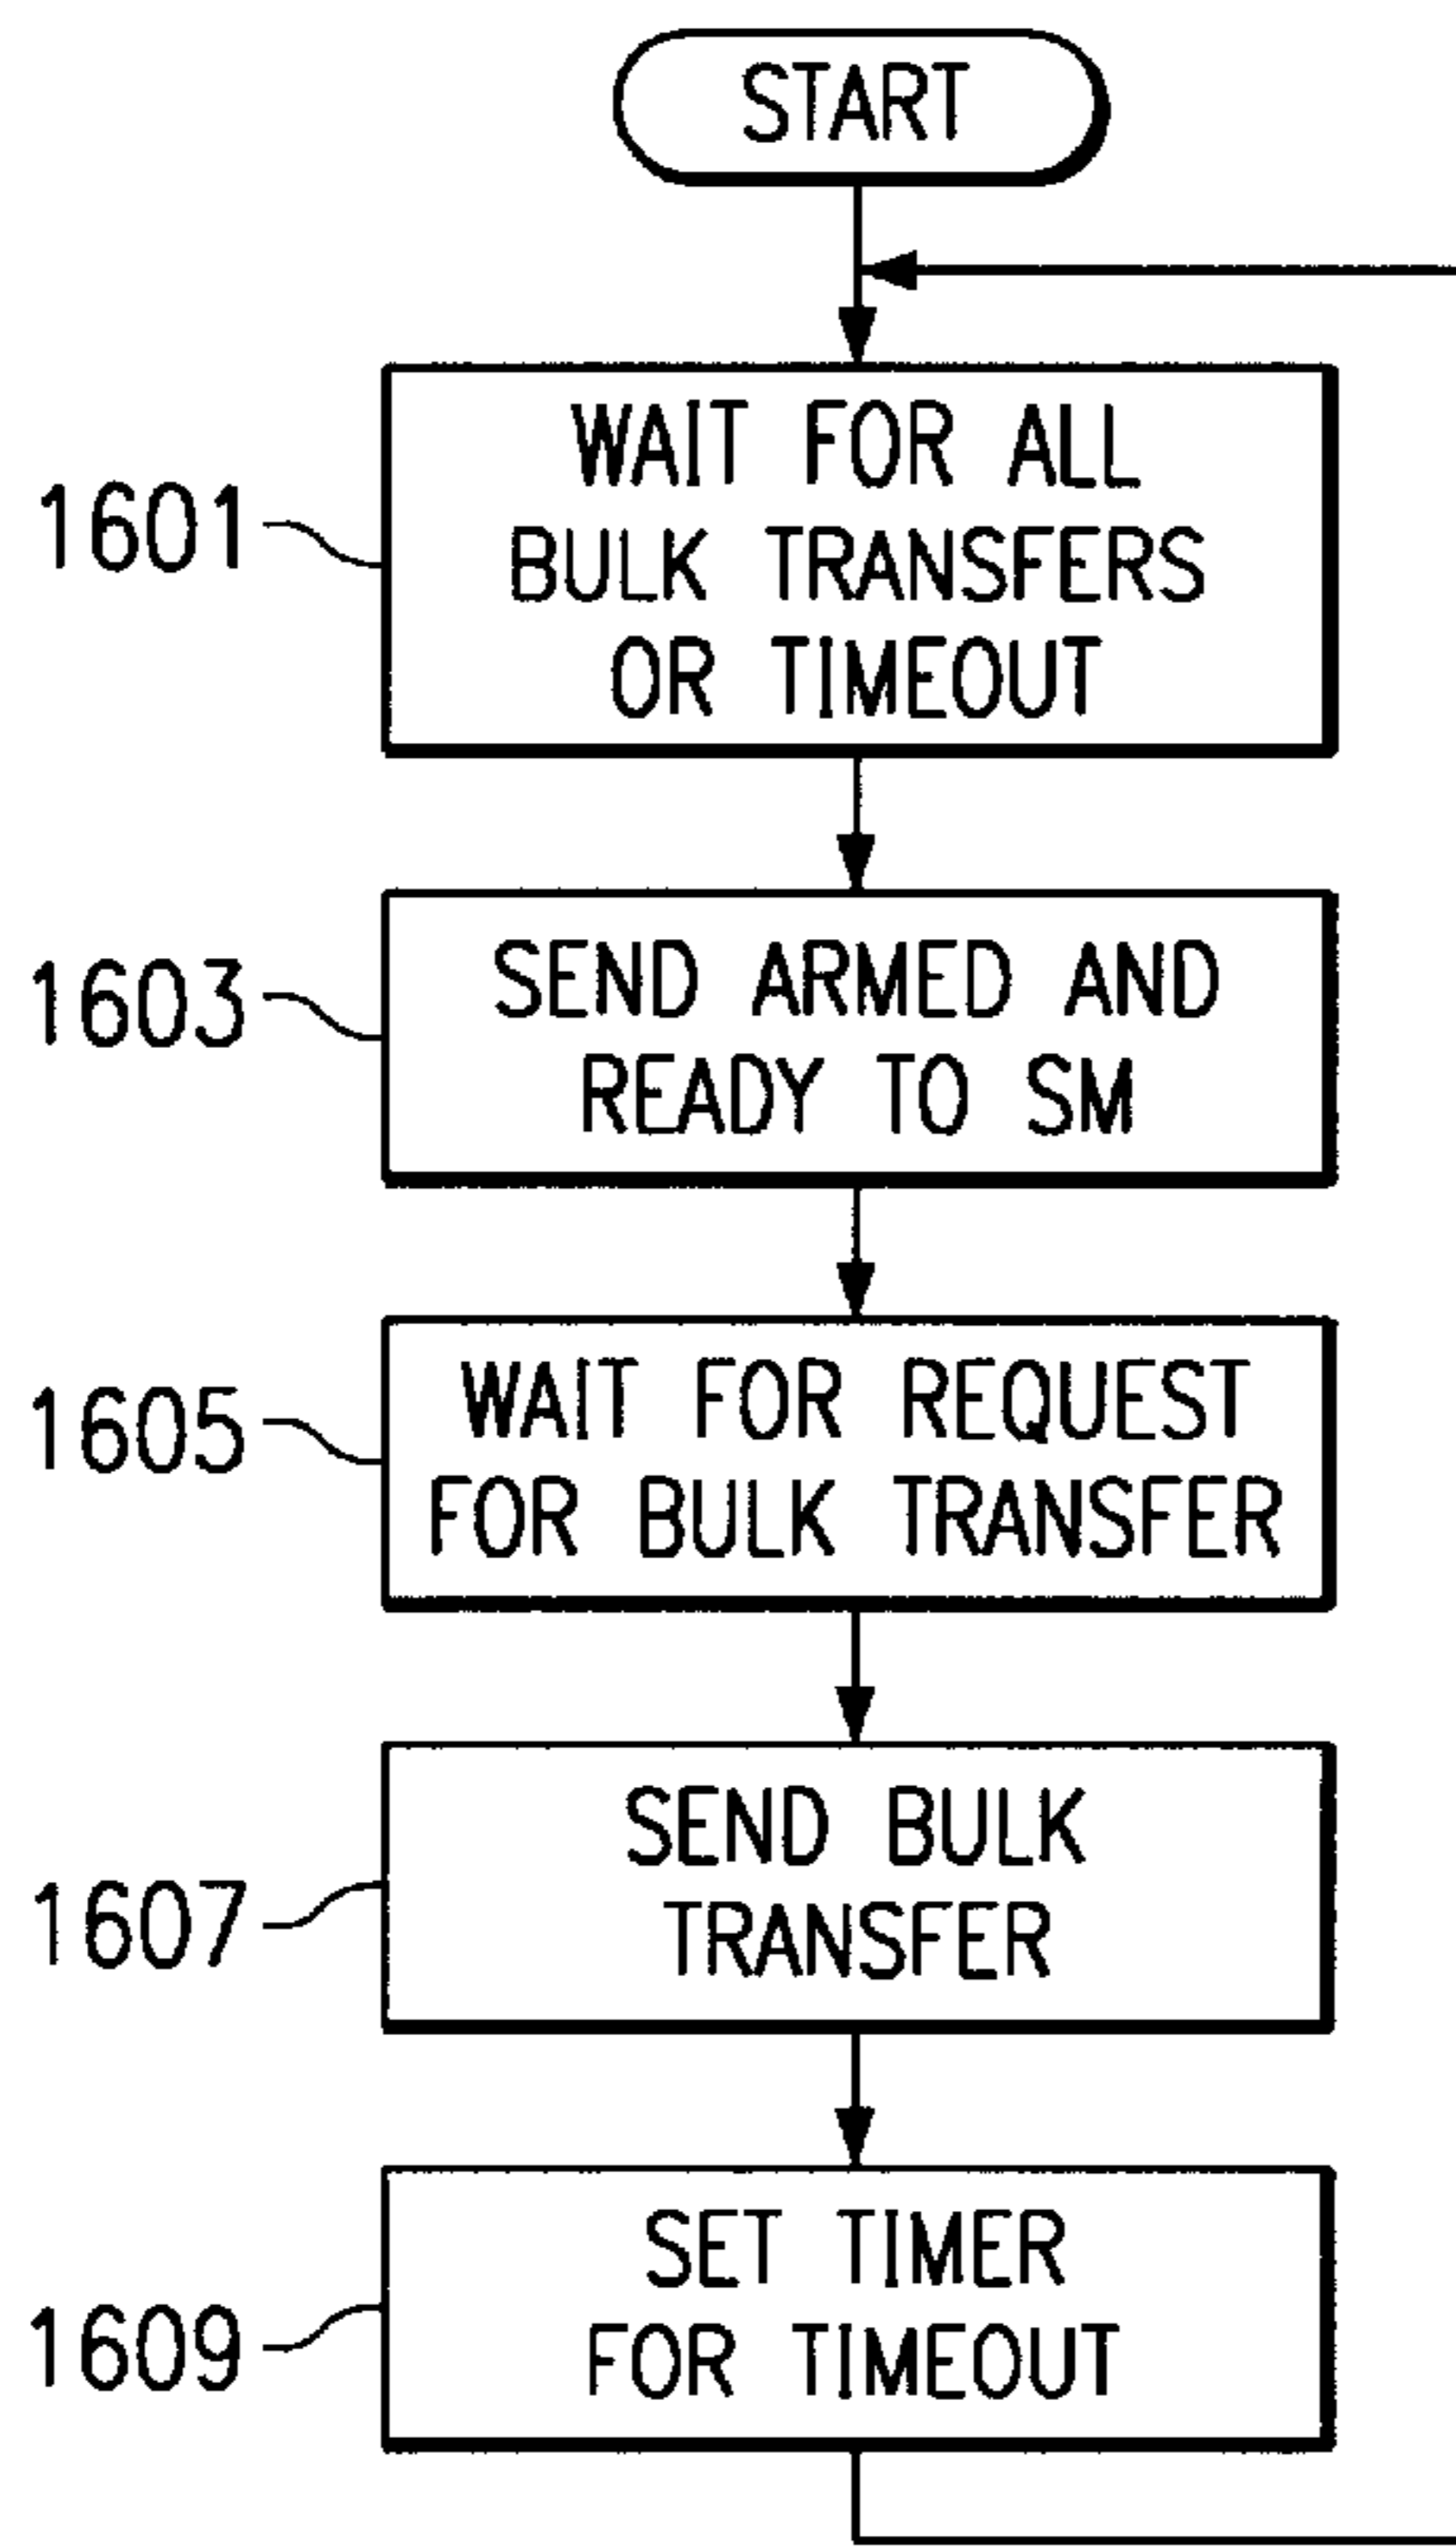 START
WAIT FOR ALL
BULK TRANSFERS
OR TIMEOUT
1601
SEND ARMED AND
READY TO SM
1603
WAIT FOR REQUEST
FOR BULK TRANSFER
1605
SEND BULK
TRANSFER
1607
SET TIMER
FOR TIMEOUT
1609